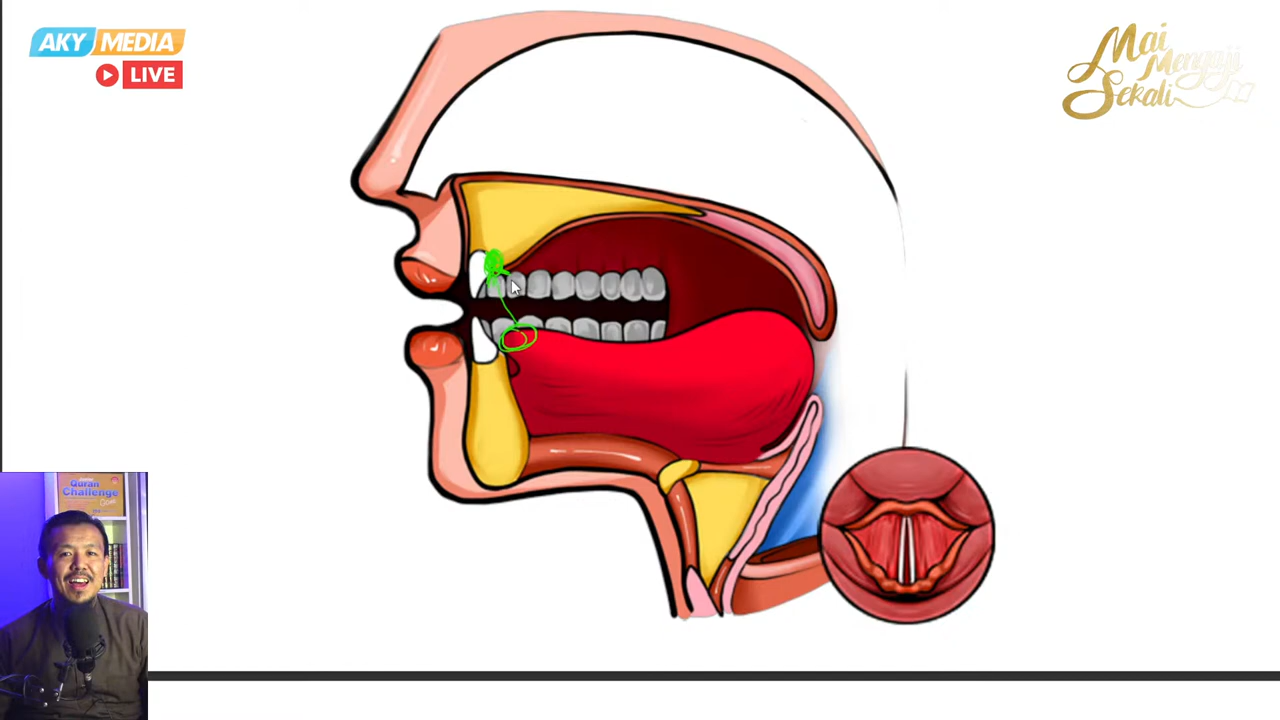 AKY MEDIA
LIVE
Mai
Mengaji
Sekali
Quran
Challenge